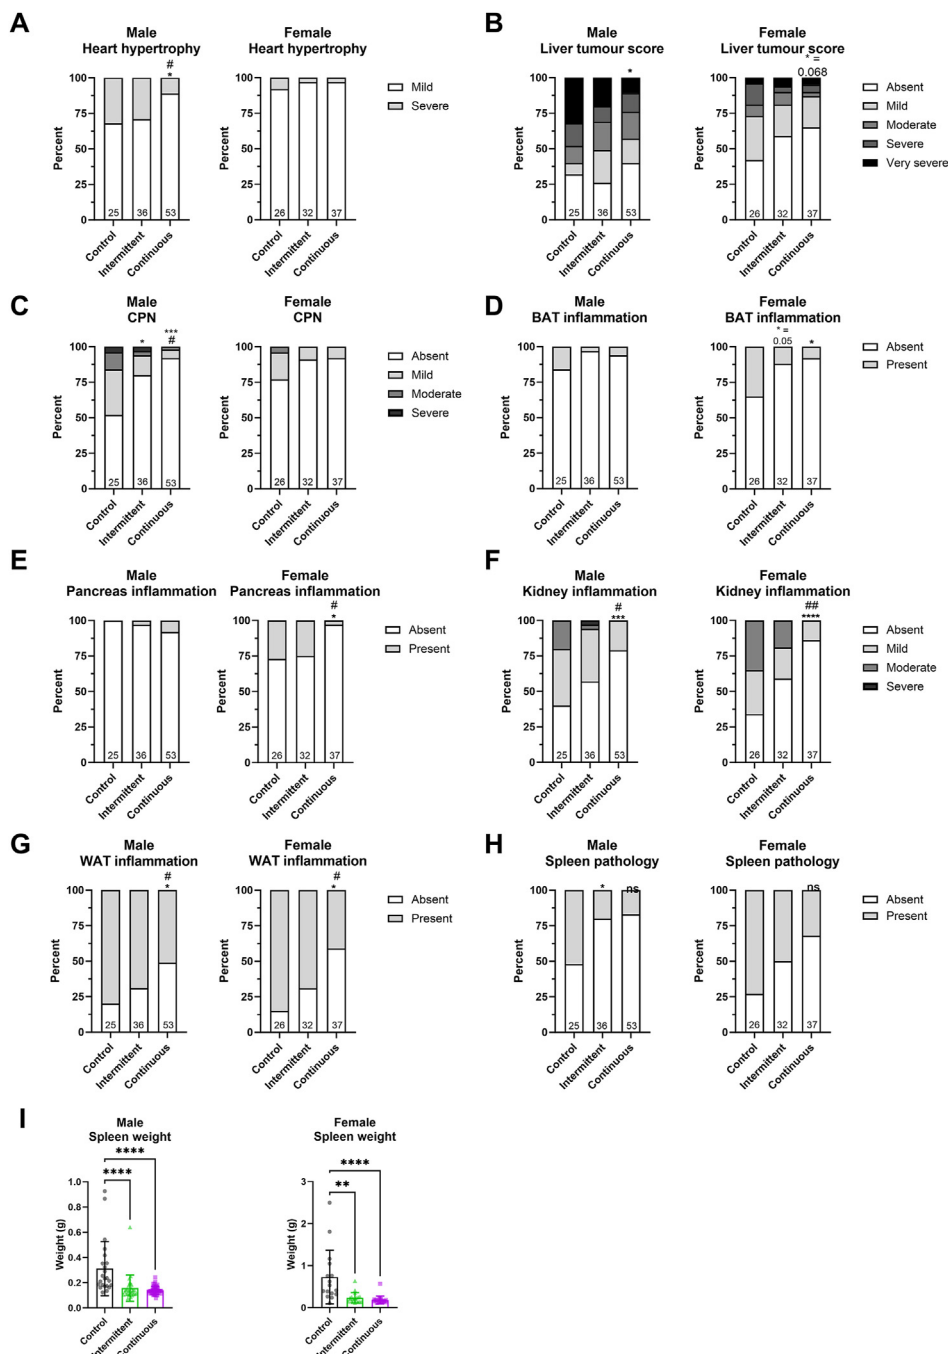 A
Male
Heart hypertrophy
Female
Heart hypertrophy
#
*
Percent
100
75
50
25
0
25
36
53
Control
Intermittent
Continuous
Percent
100
75
50
25
0
26
32
37
Control
Intermittent
Continuous
Mild
Severe
B
Male
Liver tumour score
Female
Liver tumour score
*
* =
0.068
Percent
100
75
50
25
0
25
36
53
Control
Intermittent
Continuous
Percent
100
75
50
25
0
26
32
37
Control
Intermittent
Continuous
Absent
Mild
Moderate
Severe
Very severe
C
Male
CPN
Female
CPN
*
***
#
Percent
100
75
50
25
0
25
36
53
Control
Intermittent
Continuous
Percent
100
75
50
25
0
26
32
37
Control
Intermittent
Continuous
Absent
Mild
Moderate
Severe
D
Male
BAT inflammation
Female
BAT inflammation
* =
0.05
*
Percent
100
75
50
25
0
25
36
53
Control
Intermittent
Continuous
Percent
100
75
50
25
0
26
32
37
Control
Intermittent
Continuous
Absent
Present
E
Male
Pancreas inflammation
Female
Pancreas inflammation
#
*
Percent
100
75
50
25
0
25
36
53
Control
Intermittent
Continuous
Percent
100
75
50
25
0
26
32
37
Control
Intermittent
Continuous
Absent
Present
F
Male
Kidney inflammation
Female
Kidney inflammation
#
***
##
****
Percent
100
75
50
25
0
25
36
53
Control
Intermittent
Continuous
Percent
100
75
50
25
0
26
32
37
Control
Intermittent
Continuous
Absent
Mild
Moderate
Severe
G
Male
WAT inflammation
Female
WAT inflammation
#
*
#
*
Percent
100
75
50
25
0
25
36
53
Control
Intermittent
Continuous
Percent
100
75
50
25
0
26
32
37
Control
Intermittent
Continuous
Absent
Present
H
Male
Spleen pathology
Female
Spleen pathology
*
ns
ns
Percent
100
75
50
25
0
25
36
53
Control
Intermittent
Continuous
Percent
100
75
50
25
0
26
32
37
Control
Intermittent
Continuous
Absent
Present
I
Male
Spleen weight
****
****
Weight (g)
1.0
0.8
0.6
0.4
0.2
0.0
Control
Intermittent
Continuous
Female
Spleen weight
****
**
Weight (g)
3
2
1
0
Control
Intermittent
Continuous